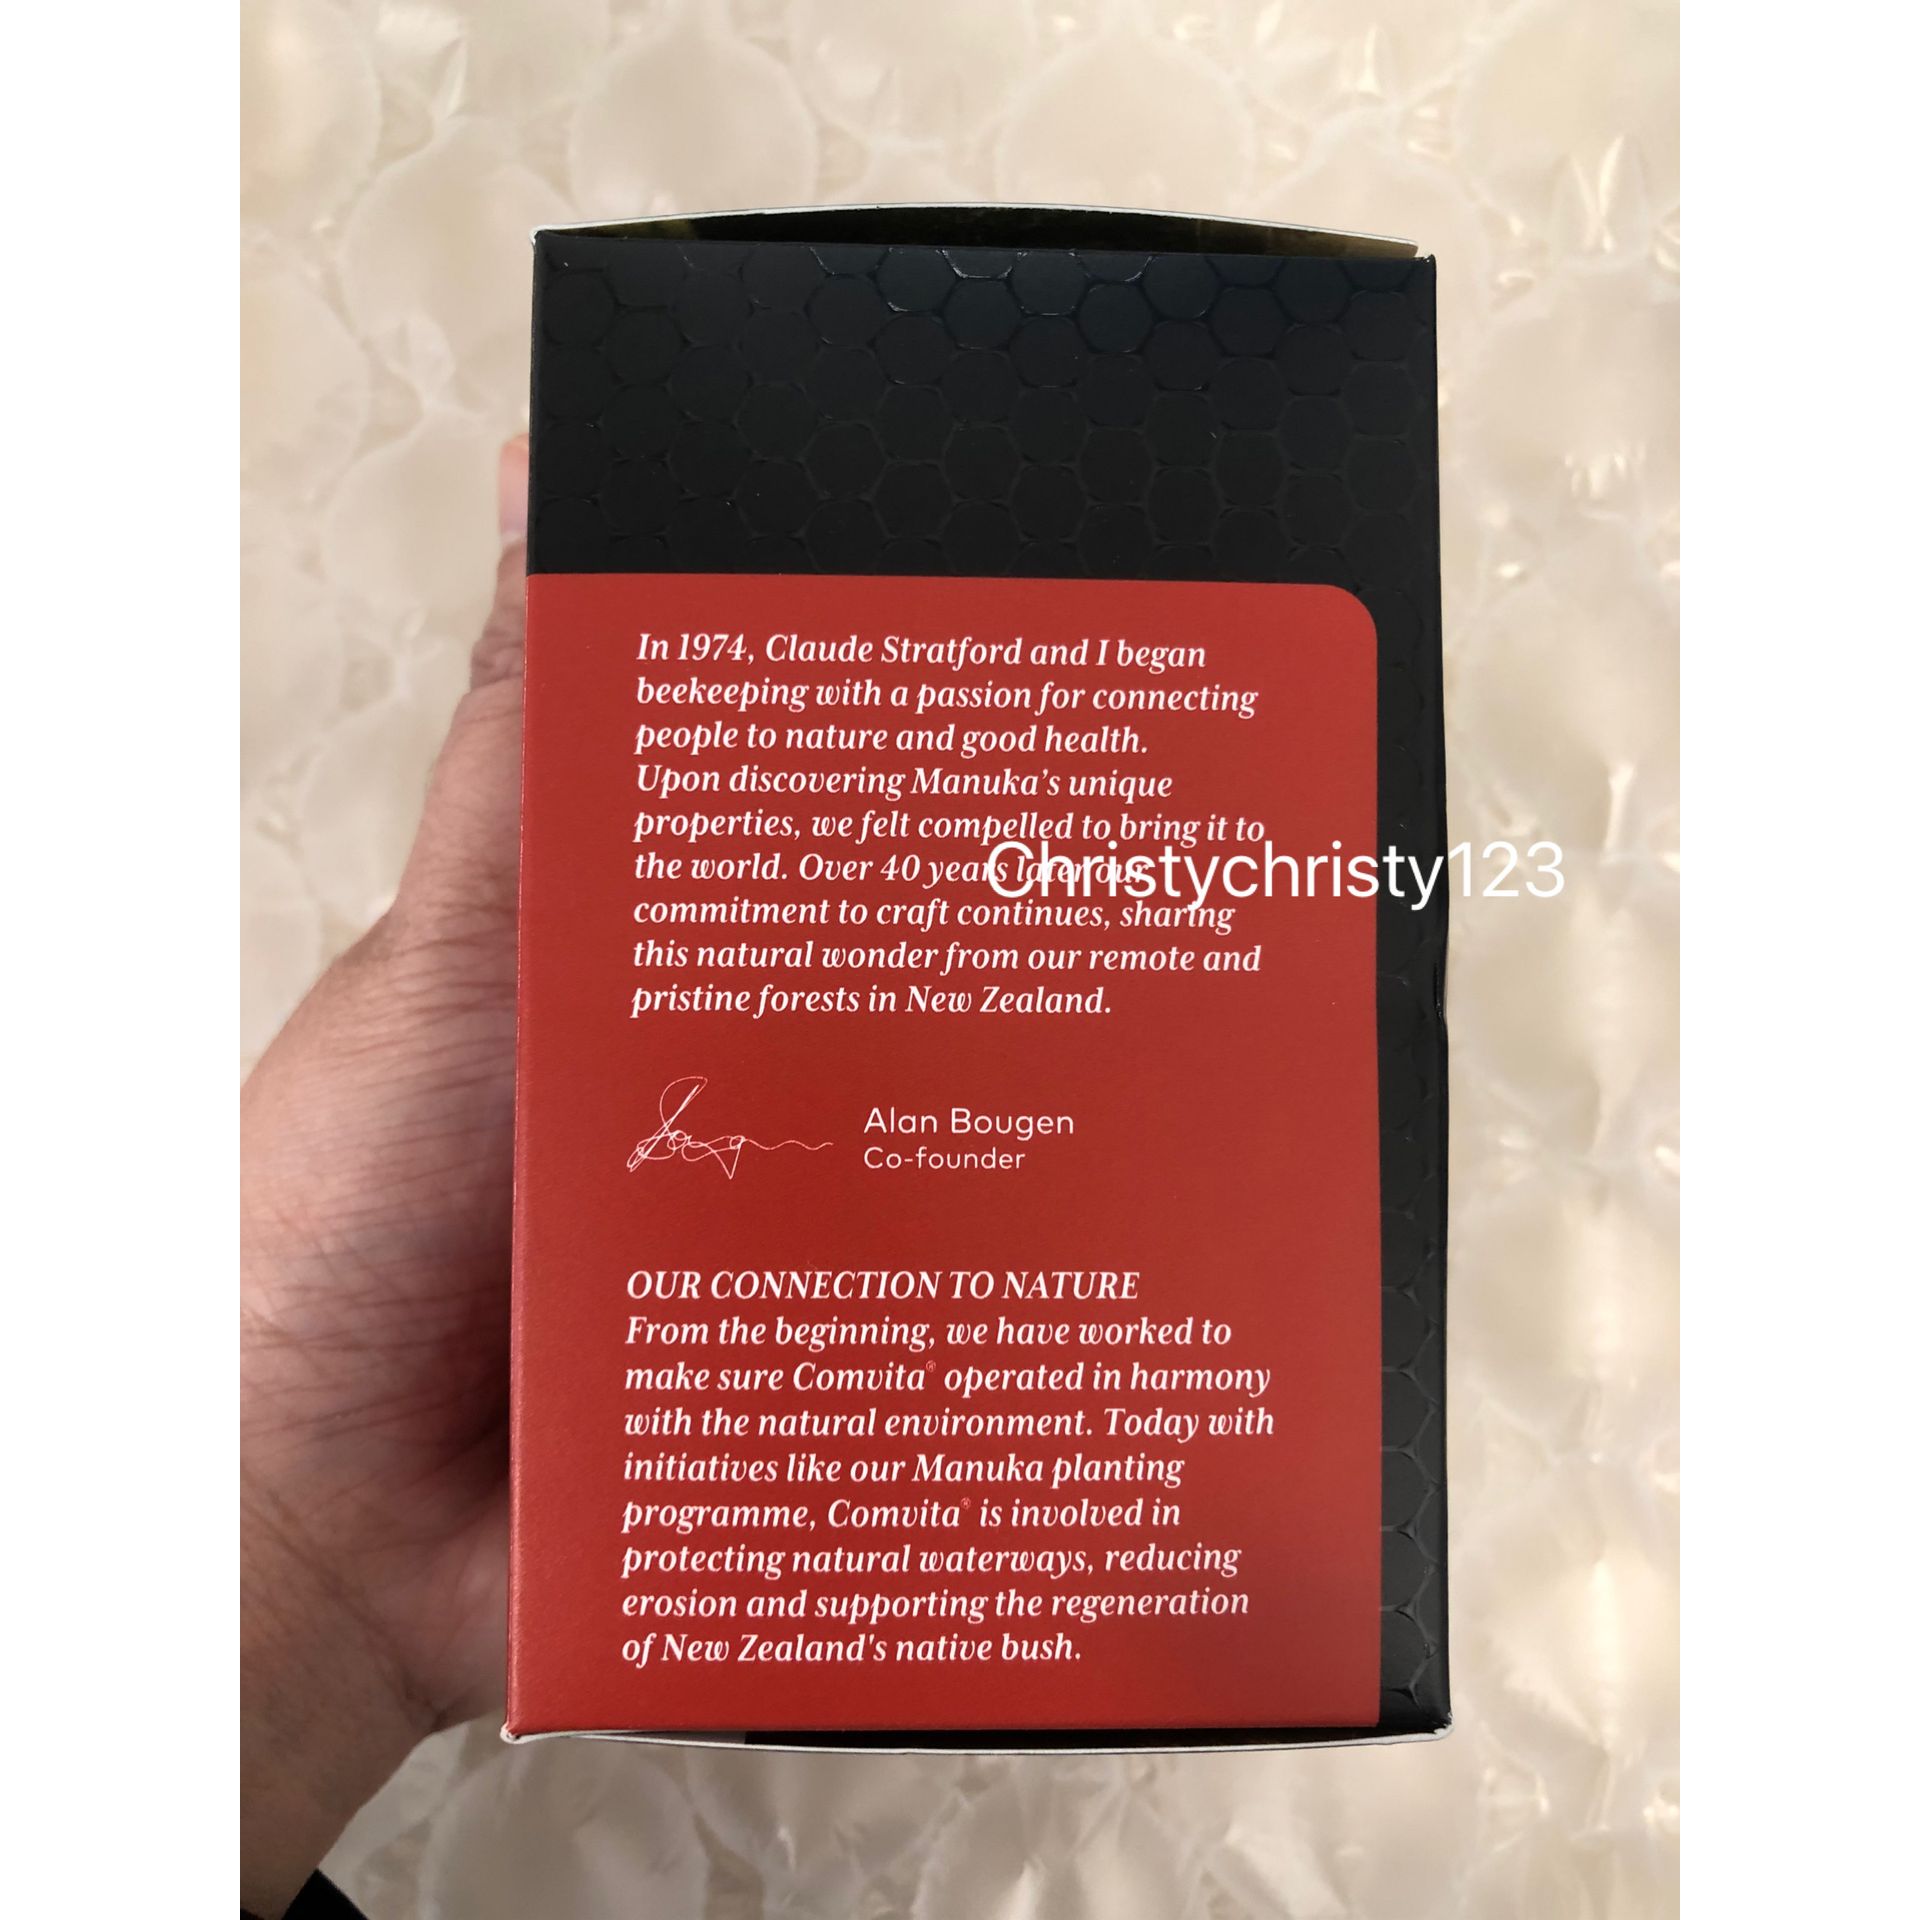 In 1974, Claude Stratford and I began
beekeeping with a passion for connecting
people to nature and good health.
Upon discovering Manuka's unique
properties, we felt compelled to bring it to
the world. Over 40 years later our
commitment to craft continues, sharing
this natural wonder from our remote and
pristine forests in New Zealand.
Christychristy123
Alan Bougen
Co-founder
OUR CONNECTION TO NATURE
From the beginning, we have worked to
make sure Comvita® operated in harmony
with the natural environment. Today with
initiatives like our Manuka planting
programme, Comvita® is involved in
protecting natural waterways, reducing
erosion and supporting the regeneration
of New Zealand's native bush.